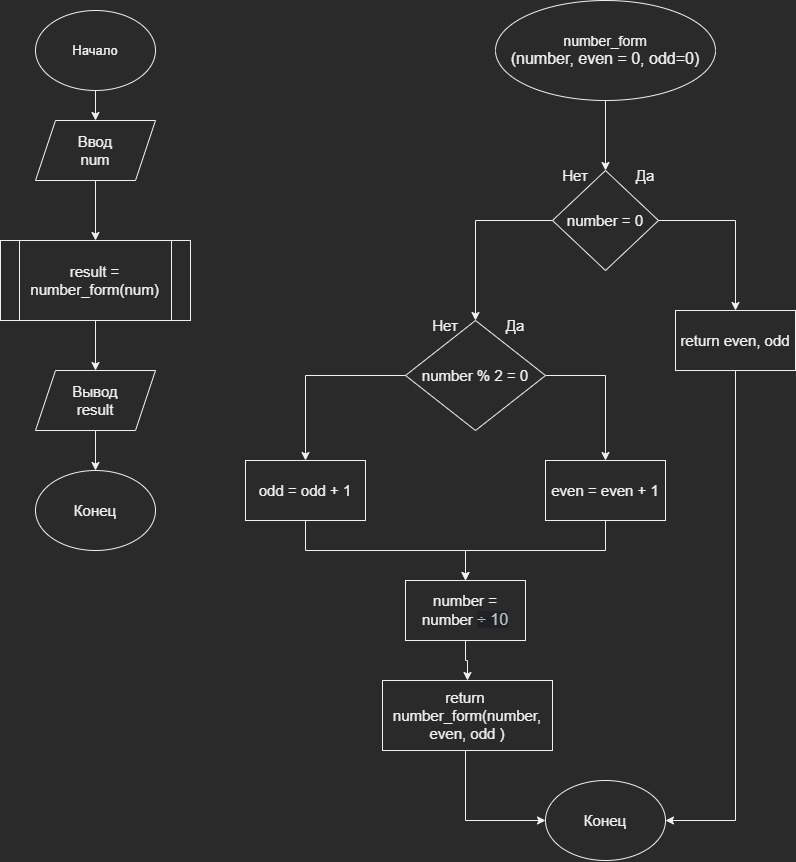 Начало
Ввод
num
result =
number_form(num)
Вывод
result
Конец
number_form
(number, even = 0, odd=0)
Нет
Да
number = 0
return even, odd
Нет
Да
number % 2 = 0
odd = odd + 1
even = even + 1
number =
number ÷ 10
return
number_form(number,
even, odd )
Конец